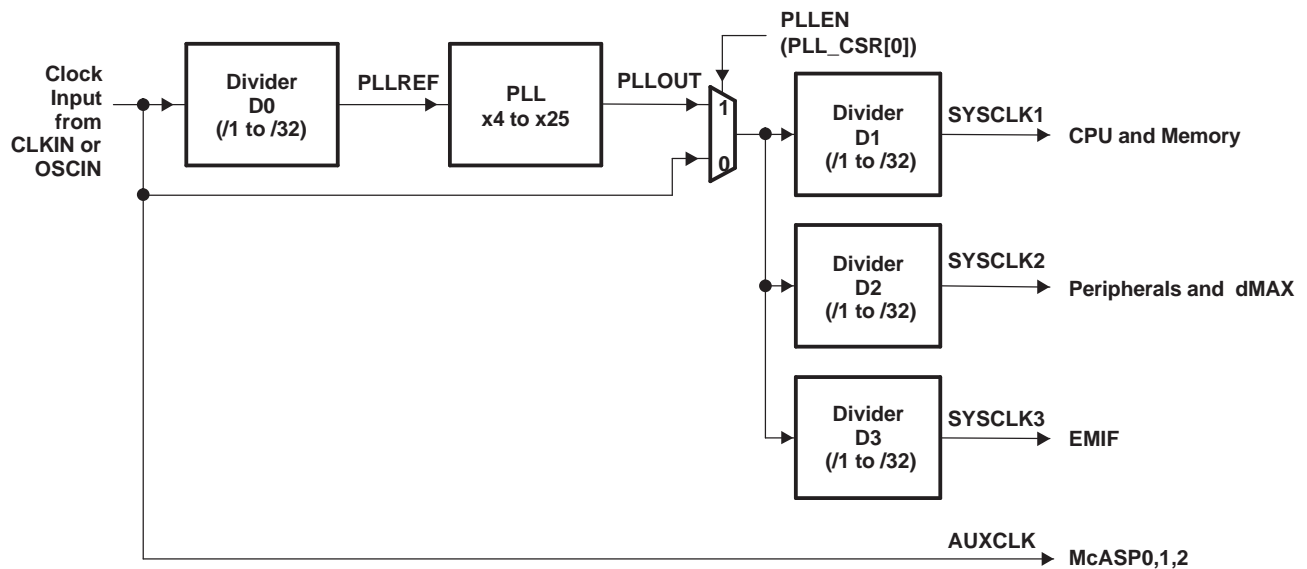 PLLEN
(PLL_CSR[0])
Clock
Input
from
CLKIN or
OSCIN
Divider
D0
(/1 to /32)
PLLREF
PLL
x4 to x25
PLLOUT
1
0
Divider
D1
(/1 to /32)
SYSCLK1
CPU and Memory
Divider
D2
(/1 to /32)
SYSCLK2
Peripherals and dMAX
Divider
D3
(/1 to /32)
SYSCLK3
EMIF
AUXCLK
McASP0,1,2